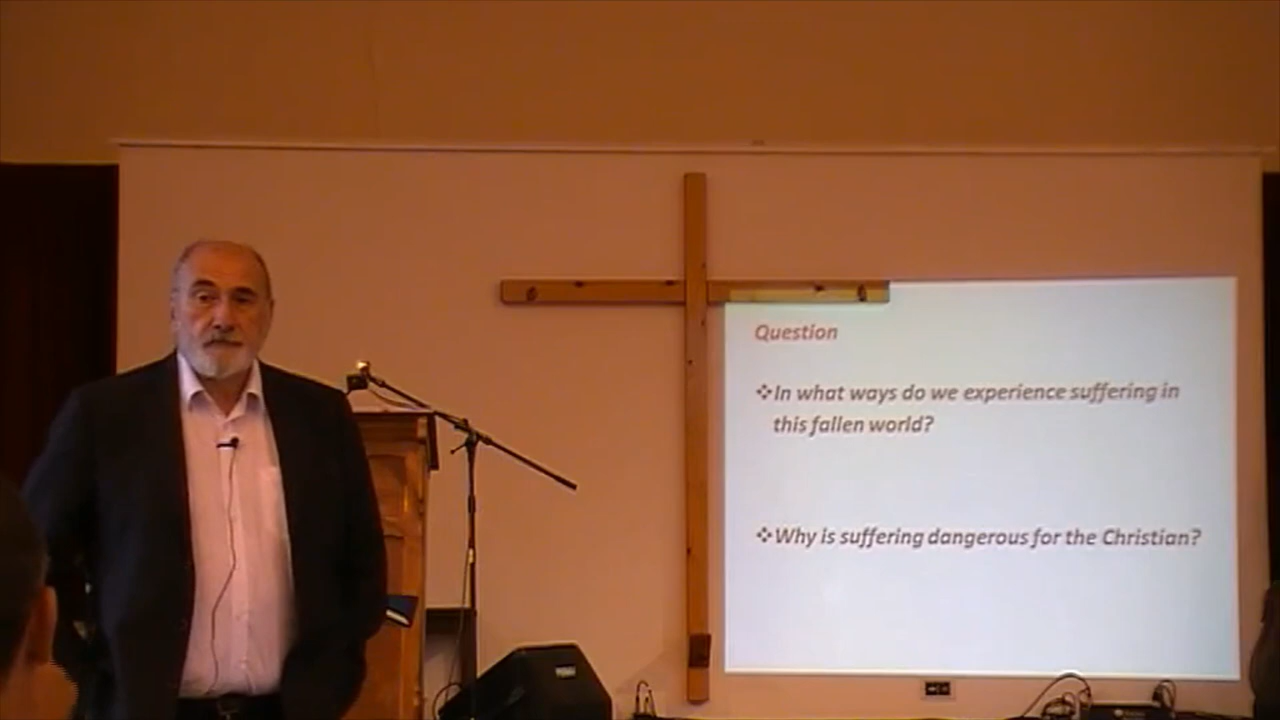 Question
❖In what ways do we experience suffering in
this fallen world?
❖Why is suffering dangerous for the Christian?